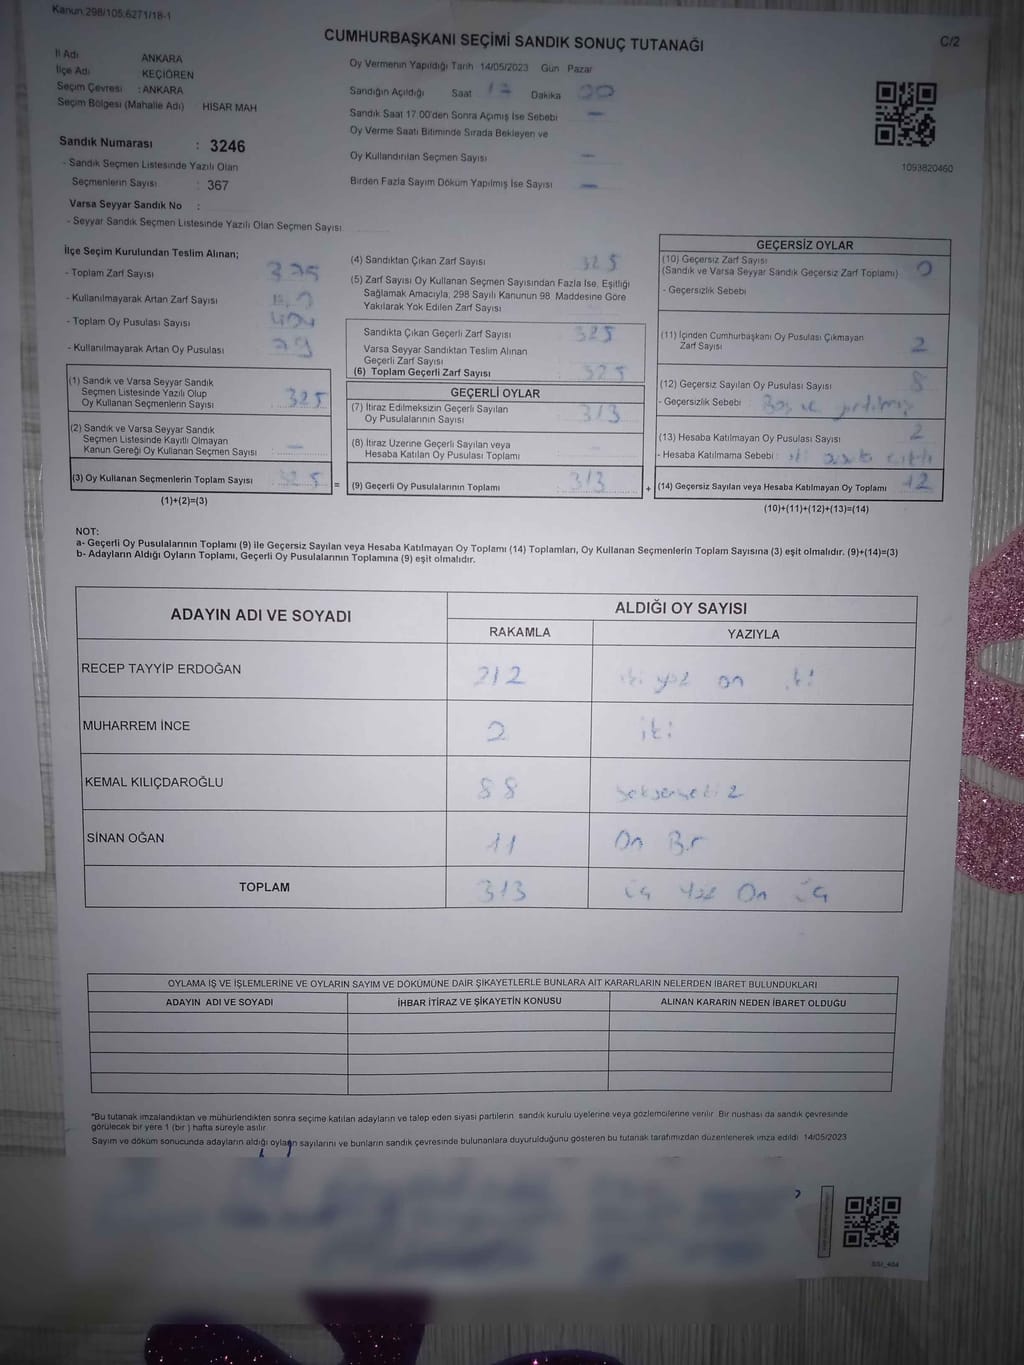 Kanun:298/105;6271/18-1
CUMHURBAŞKANI SEÇİMİ SANDIK SONUÇ TUTANAĞI
C/2
İl Adı ANKARA
İlçe Adı KEÇİÖREN
Seçim Çevresi : ANKARA
Seçim Bölgesi (Mahalle Adı) HISAR MAH
Sandık Numarası : 3246
- Sandık Seçmen Listesinde Yazılı Olan
Seçmenlerin Sayısı : 367
Varsa Seyyar Sandık No :
- Seyyar Sandık Seçmen Listesinde Yazılı Olan Seçmen Sayısı
Oy Vermenin Yapıldığı Tarih 14/05/2023 Gün Pazar
Sandığın Açıldığı Saat 17 Dakika 00
Sandık Saat 17:00'den Sonra Açımış İse Sebebi —
Oy Verme Saati Bitiminde Sırada Bekleyen ve
Oy Kullandırılan Seçmen Sayısı —
Birden Fazla Sayım Döküm Yapılmış İse Sayısı —
1093820460
İlçe Seçim Kurulundan Teslim Alınan;
- Toplam Zarf Sayısı
- Kullanılmayarak Artan Zarf Sayısı
- Toplam Oy Pusulası Sayısı 404
- Kullanılmayarak Artan Oy Pusulası 79
(1) Sandık ve Varsa Seyyar Sandık
Seçmen Listesinde Yazılı Olup
Oy Kullanan Seçmenlerin Sayısı 325
(2) Sandık ve Varsa Seyyar Sandık
Seçmen Listesinde Kayıtlı Olmayan
Kanun Gereği Oy Kullanan Seçmen Sayısı —
(3) Oy Kullanan Seçmenlerin Toplam Sayısı 325
(1)+(2)=(3)
(4) Sandıktan Çıkan Zarf Sayısı 325
(5) Zarf Sayısı Oy Kullanan Seçmen Sayısından Fazla İse, Eşitliği
Sağlamak Amacıyla, 298 Sayılı Kanunun 98 Maddesine Göre
Yakılarak Yok Edilen Zarf Sayısı
Sandıkta Çıkan Geçerli Zarf Sayısı 325
Varsa Seyyar Sandıktan Teslim Alınan
Geçerli Zarf Sayısı
(6) Toplam Geçerli Zarf Sayısı 325
GEÇERLİ OYLAR
(7) İtiraz Edilmeksizin Geçerli Sayılan
Oy Pusulalarının Sayısı 313
(8) İtiraz Üzerine Geçerli Sayılan veya
Hesaba Katılan Oy Pusulası Toplamı
= (9) Geçerli Oy Pusulalarının Toplamı 313
GEÇERSİZ OYLAR
(10) Geçersiz Zarf Sayısı
(Sandık ve Varsa Seyyar Sandık Geçersiz Zarf Toplamı) 0
- Geçersizlik Sebebi
(11) İçinden Cumhurbaşkanı Oy Pusulası Çıkmayan
Zarf Sayısı 2
(12) Geçersiz Sayılan Oy Pusulası Sayısı 8
- Geçersizlik Sebebi : Boş ve yırtılmış
(13) Hesaba Katılmayan Oy Pusulası Sayısı 2
- Hesaba Katılmama Sebebi :
+ (14) Geçersiz Sayılan veya Hesaba Katılmayan Oy Toplamı 12
(10)+(11)+(12)+(13)=(14)
NOT:
a- Geçerli Oy Pusulalarının Toplamı (9) ile Geçersiz Sayılan veya Hesaba Katılmayan Oy Toplamı (14) Toplamları, Oy Kullanan Seçmenlerin Toplam Sayısına (3) eşit olmalıdır. (9)+(14)=(3)
b- Adayların Aldığı Oyların Toplamı, Geçerli Oy Pusulalarının Toplamına (9) eşit olmalıdır.
ADAYIN ADI VE SOYADI
ALDIĞI OY SAYISI
RAKAMLA YAZIYLA
RECEP TAYYİP ERDOĞAN 212 iki yüz on iki
MUHARREM İNCE 2 iki
KEMAL KILIÇDAROĞLU 88
SİNAN OĞAN 11 On Bir
TOPLAM 313 üç Yüz On üç
OYLAMA İŞ VE İŞLEMLERİNE VE OYLARIN SAYIM VE DÖKÜMÜNE DAİR ŞİKAYETLERLE BUNLARA AİT KARARLARIN NELERDEN İBARET BULUNDUKLARI
ADAYIN ADI VE SOYADI İHBAR İTİRAZ VE ŞİKAYETİN KONUSU ALINAN KARARIN NEDEN İBARET OLDUĞU
*Bu tutanak imzalandıktan ve mühürlendikten sonra seçime katılan adayların ve talep eden siyasi partilerin sandık kurulu üyelerine veya gözlemcilerine verilir Bir nushası da sandık çevresinde
görülecek bir yere 1 (bir ) hafta süreyle asılır
Sayım ve döküm sonucunda adayların aldığı oyların sayılarını ve bunların sandık çevresinde bulunanlara duyurulduğunu gösteren bu tutanak tarafımızdan düzenlenerek imza edildi 14/05/2023